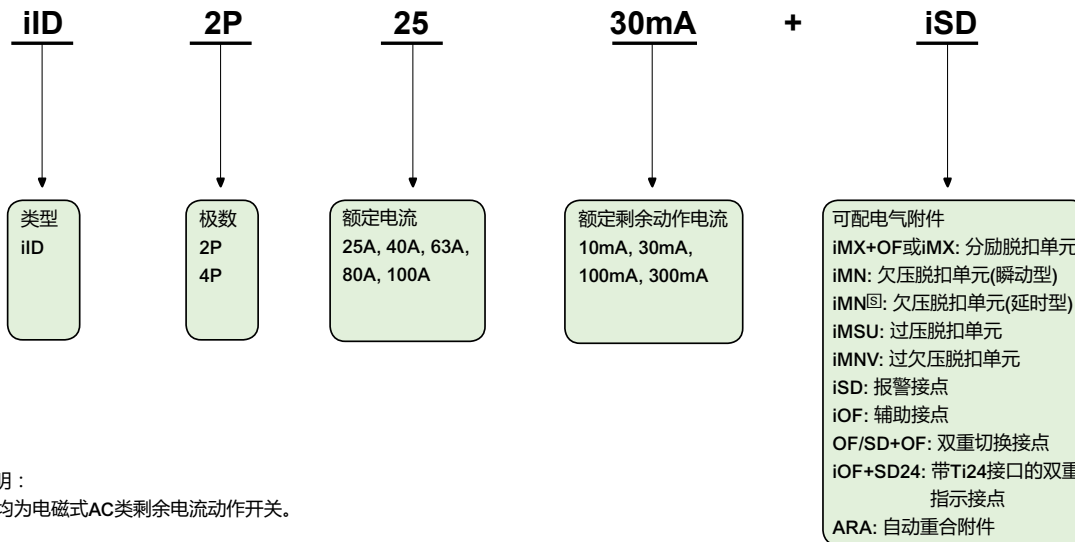 iID 2P 25 30mA + iSD
类型
iID
极数
2P
4P
额定电流
25A, 40A, 63A,
80A, 100A
额定剩余动作电流
10mA, 30mA,
100mA, 300mA
可配电气附件
iMX+OF或iMX: 分励脱扣单元
iMN: 欠压脱扣单元(瞬动型)
iMN🅂: 欠压脱扣单元(延时型)
iMSU: 过压脱扣单元
iMNV: 过欠压脱扣单元
iSD: 报警接点
iOF: 辅助接点
OF/SD+OF: 双重切换接点
iOF+SD24: 带Ti24接口的双重
指示接点
ARA: 自动重合附件
明：
均为电磁式AC类剩余电流动作开关。